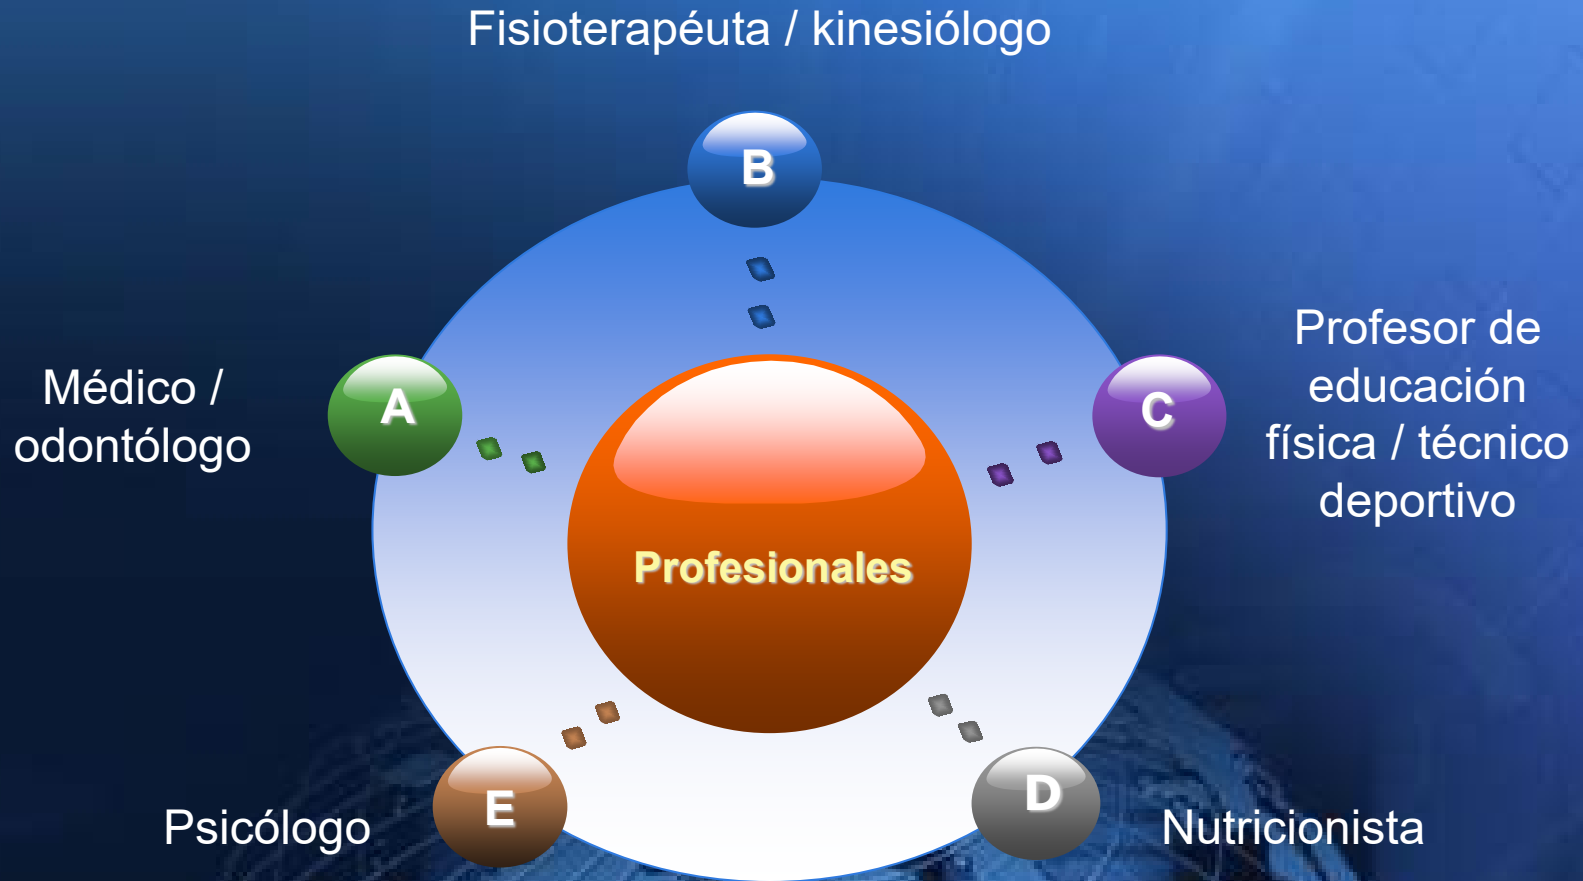 Fisioterapéuta / kinesiólogo
B
Médico /
odontólogo
A
C
Profesor de
educación
física / técnico
deportivo
Profesionales
Psicólogo
E
D
Nutricionista